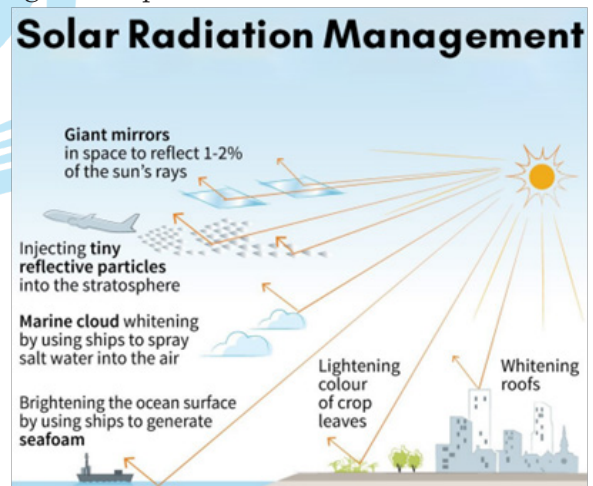 Solar Radiation Management
Giant mirrors
in space to reflect 1-2%
of the sun's rays
Injecting tiny
reflective particles
into the stratosphere
Marine cloud whitening
by using ships to spray
salt water into the air
Brightening the ocean surface
by using ships to generate
seafoam
Lightening
colour
of crop
leaves
Whitening
roofs